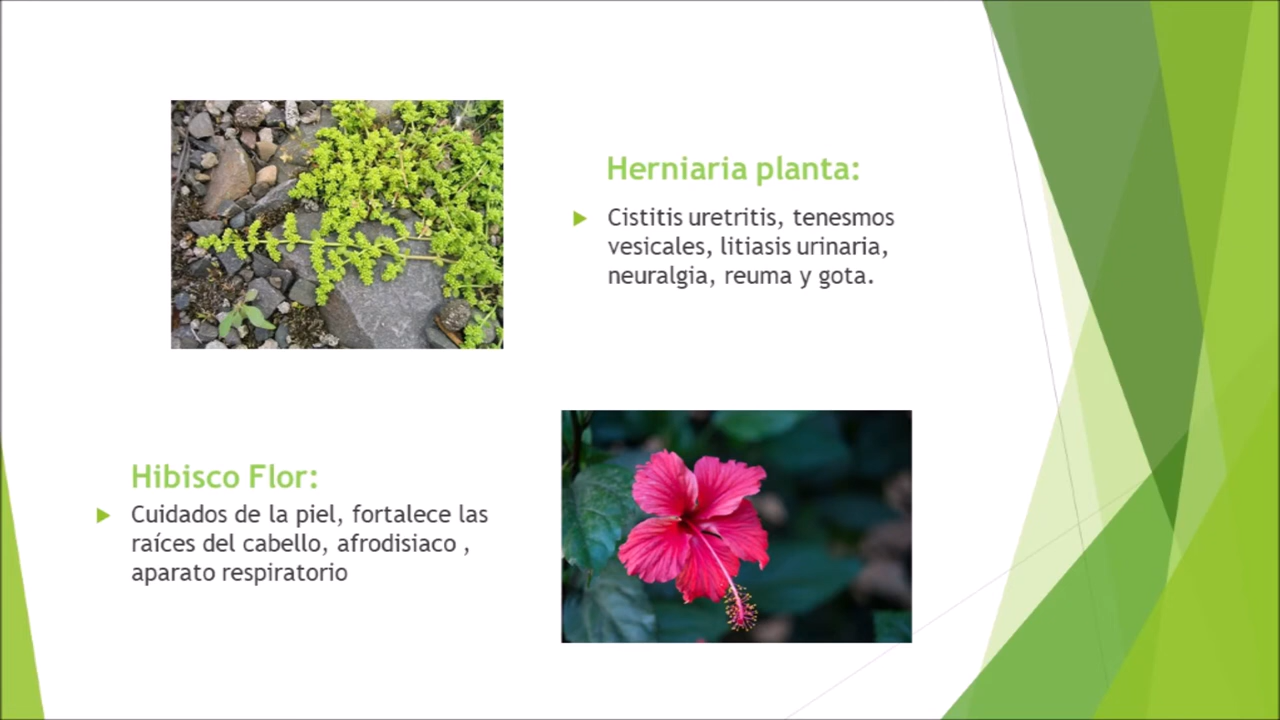 Herniaria planta:
Cistitis uretritis, tenesmos
vesicales, litiasis urinaria,
neuralgia, reuma y gota.
Hibisco Flor:
Cuidados de la piel, fortalece las
raíces del cabello, afrodisiaco ,
aparato respiratorio